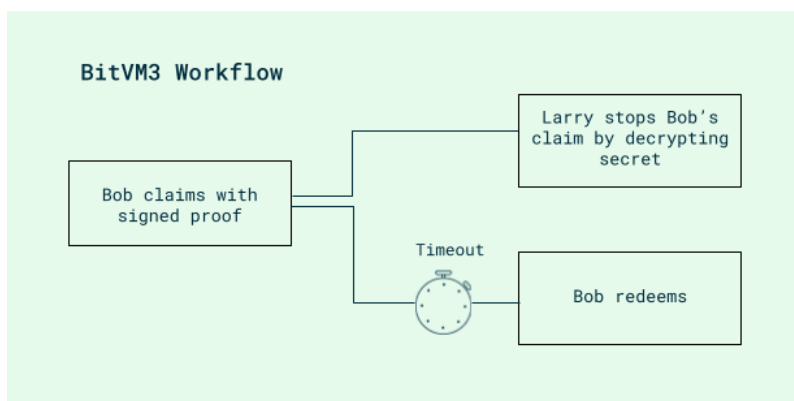 BitVM3 Workflow
Larry stops Bob's
claim by decrypting
secret
Bob claims with
signed proof
Timeout
Bob redeems